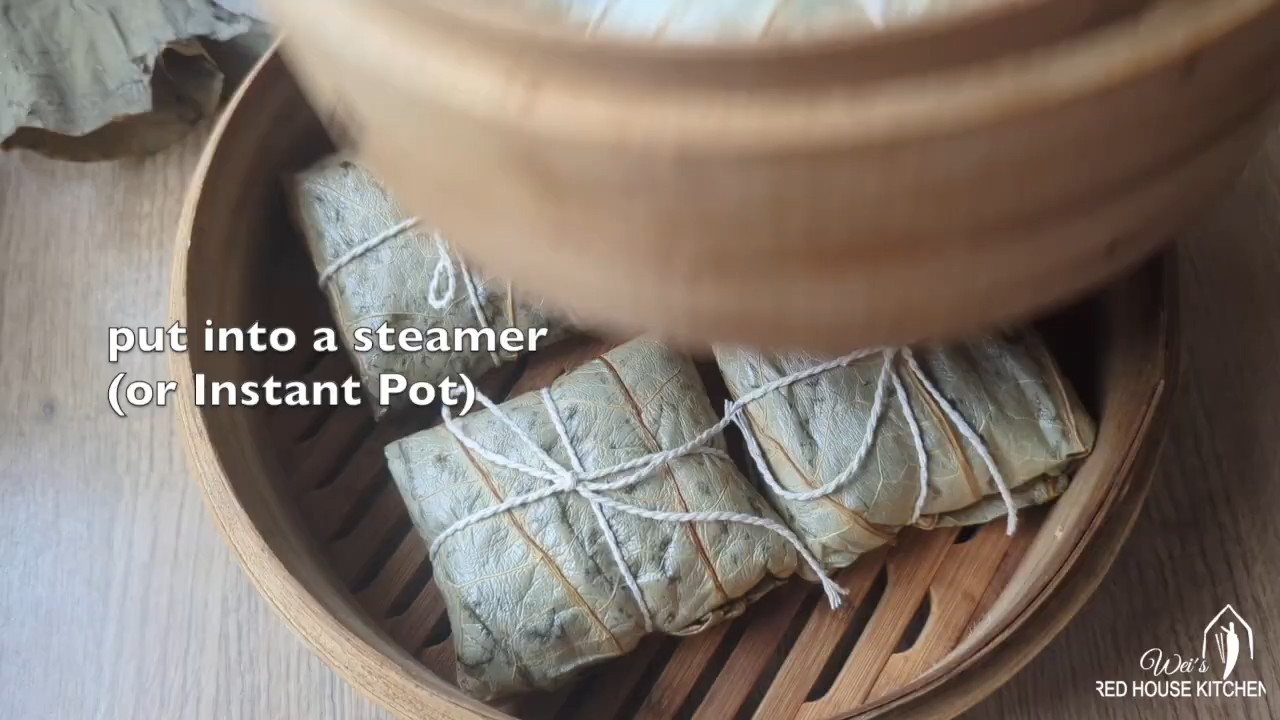 put into a steamer
(or Instant Pot)
Wei's
RED HOUSE KITCHEN